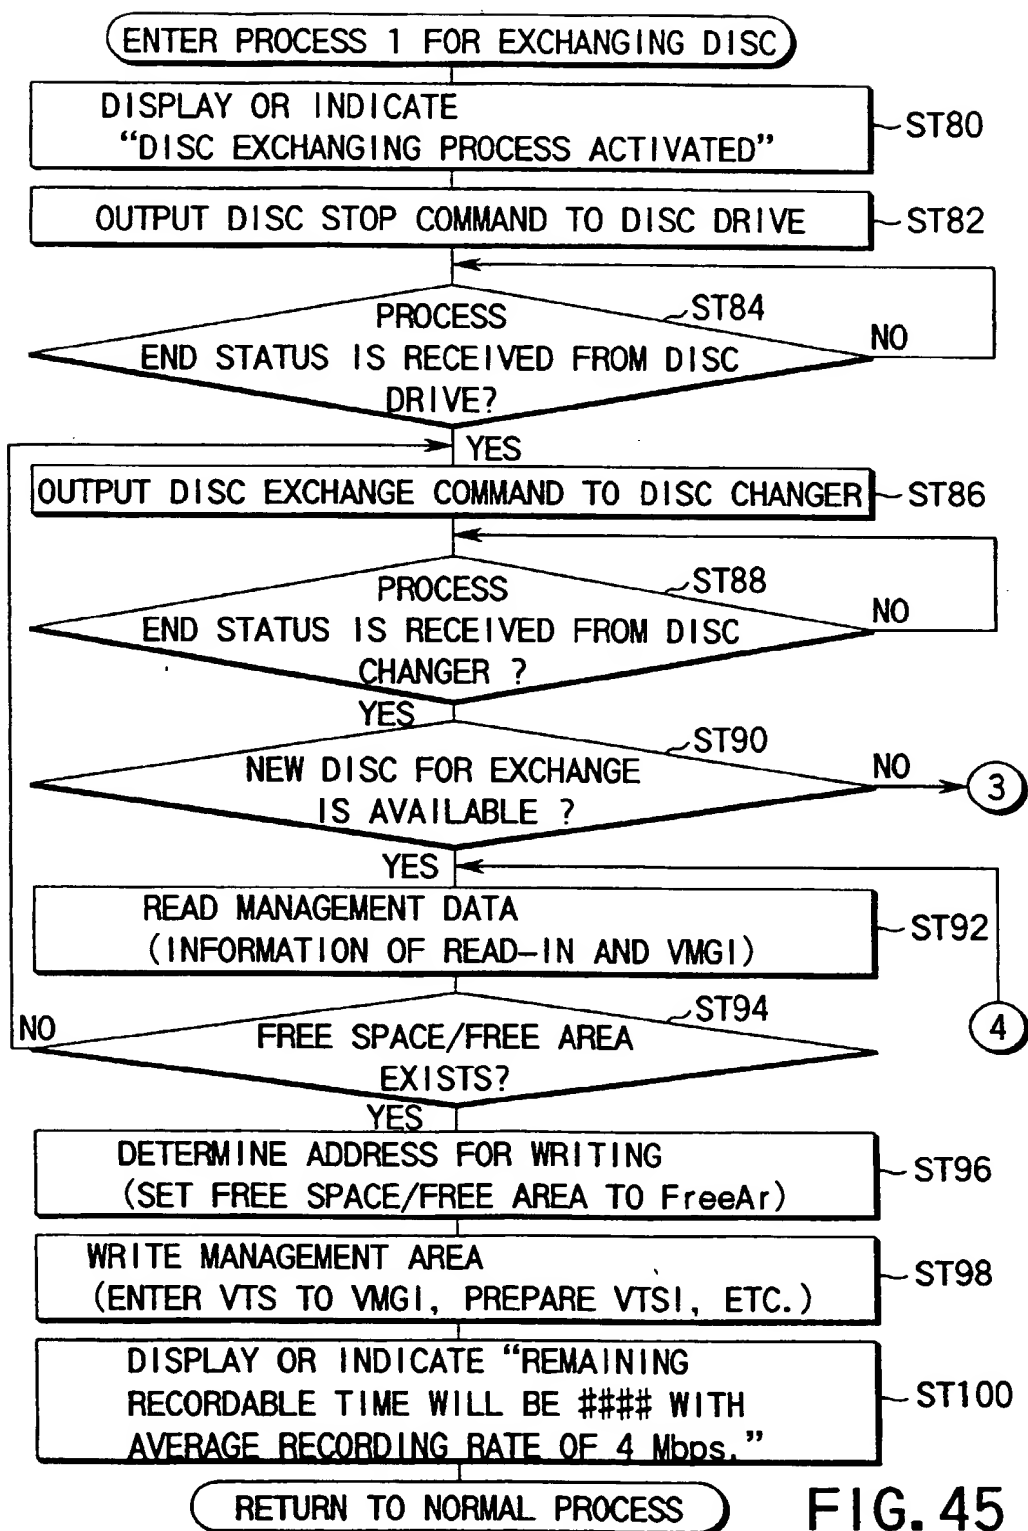 ENTER PROCESS 1 FOR EXCHANGING DISC
DISPLAY OR INDICATE
“DISC EXCHANGING PROCESS ACTIVATED”
ST80
OUTPUT DISC STOP COMMAND TO DISC DRIVE
ST82
ST84
PROCESS
END STATUS IS RECEIVED FROM DISC
DRIVE?
NO
YES
OUTPUT DISC EXCHANGE COMMAND TO DISC CHANGER
ST86
ST88
PROCESS
END STATUS IS RECEIVED FROM DISC
CHANGER ?
NO
YES
ST90
NEW DISC FOR EXCHANGE
IS AVAILABLE ?
NO
3
YES
READ MANAGEMENT DATA
(INFORMATION OF READ-IN AND VMGI)
ST92
ST94
4
NO
FREE SPACE/FREE AREA
EXISTS?
YES
DETERMINE ADDRESS FOR WRITING
(SET FREE SPACE/FREE AREA TO FreeAr)
ST96
WRITE MANAGEMENT AREA
(ENTER VTS TO VMGI, PREPARE VTSI, ETC.)
ST98
DISPLAY OR INDICATE “REMAINING
RECORDABLE TIME WILL BE #### WITH
AVERAGE RECORDING RATE OF 4 Mbps.”
ST100
RETURN TO NORMAL PROCESS
FIG. 45